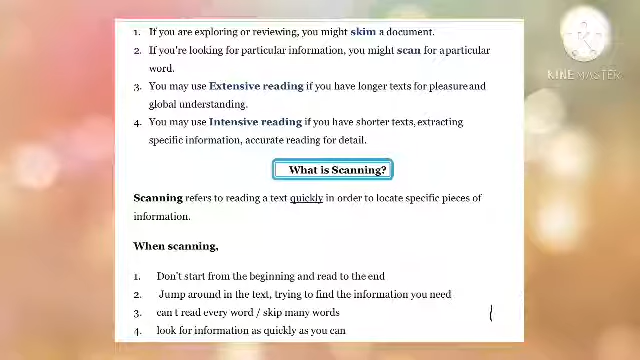 1. If you are exploring or reviewing, you might skim a document.
2. If you're looking for particular information, you might scan for a particular
word.
3. You may use Extensive reading if you have longer texts for pleasure and
global understanding.
4. You may use Intensive reading if you have shorter texts, extracting
specific information, accurate reading for detail.
What is Scanning?
Scanning refers to reading a text quickly in order to locate specific pieces of
information.
When scanning,
1. Don't start from the beginning and read to the end
2. Jump around in the text, trying to find the information you need
3. can t read every word / skip many words
4. look for information as quickly as you can
KINEMASTER